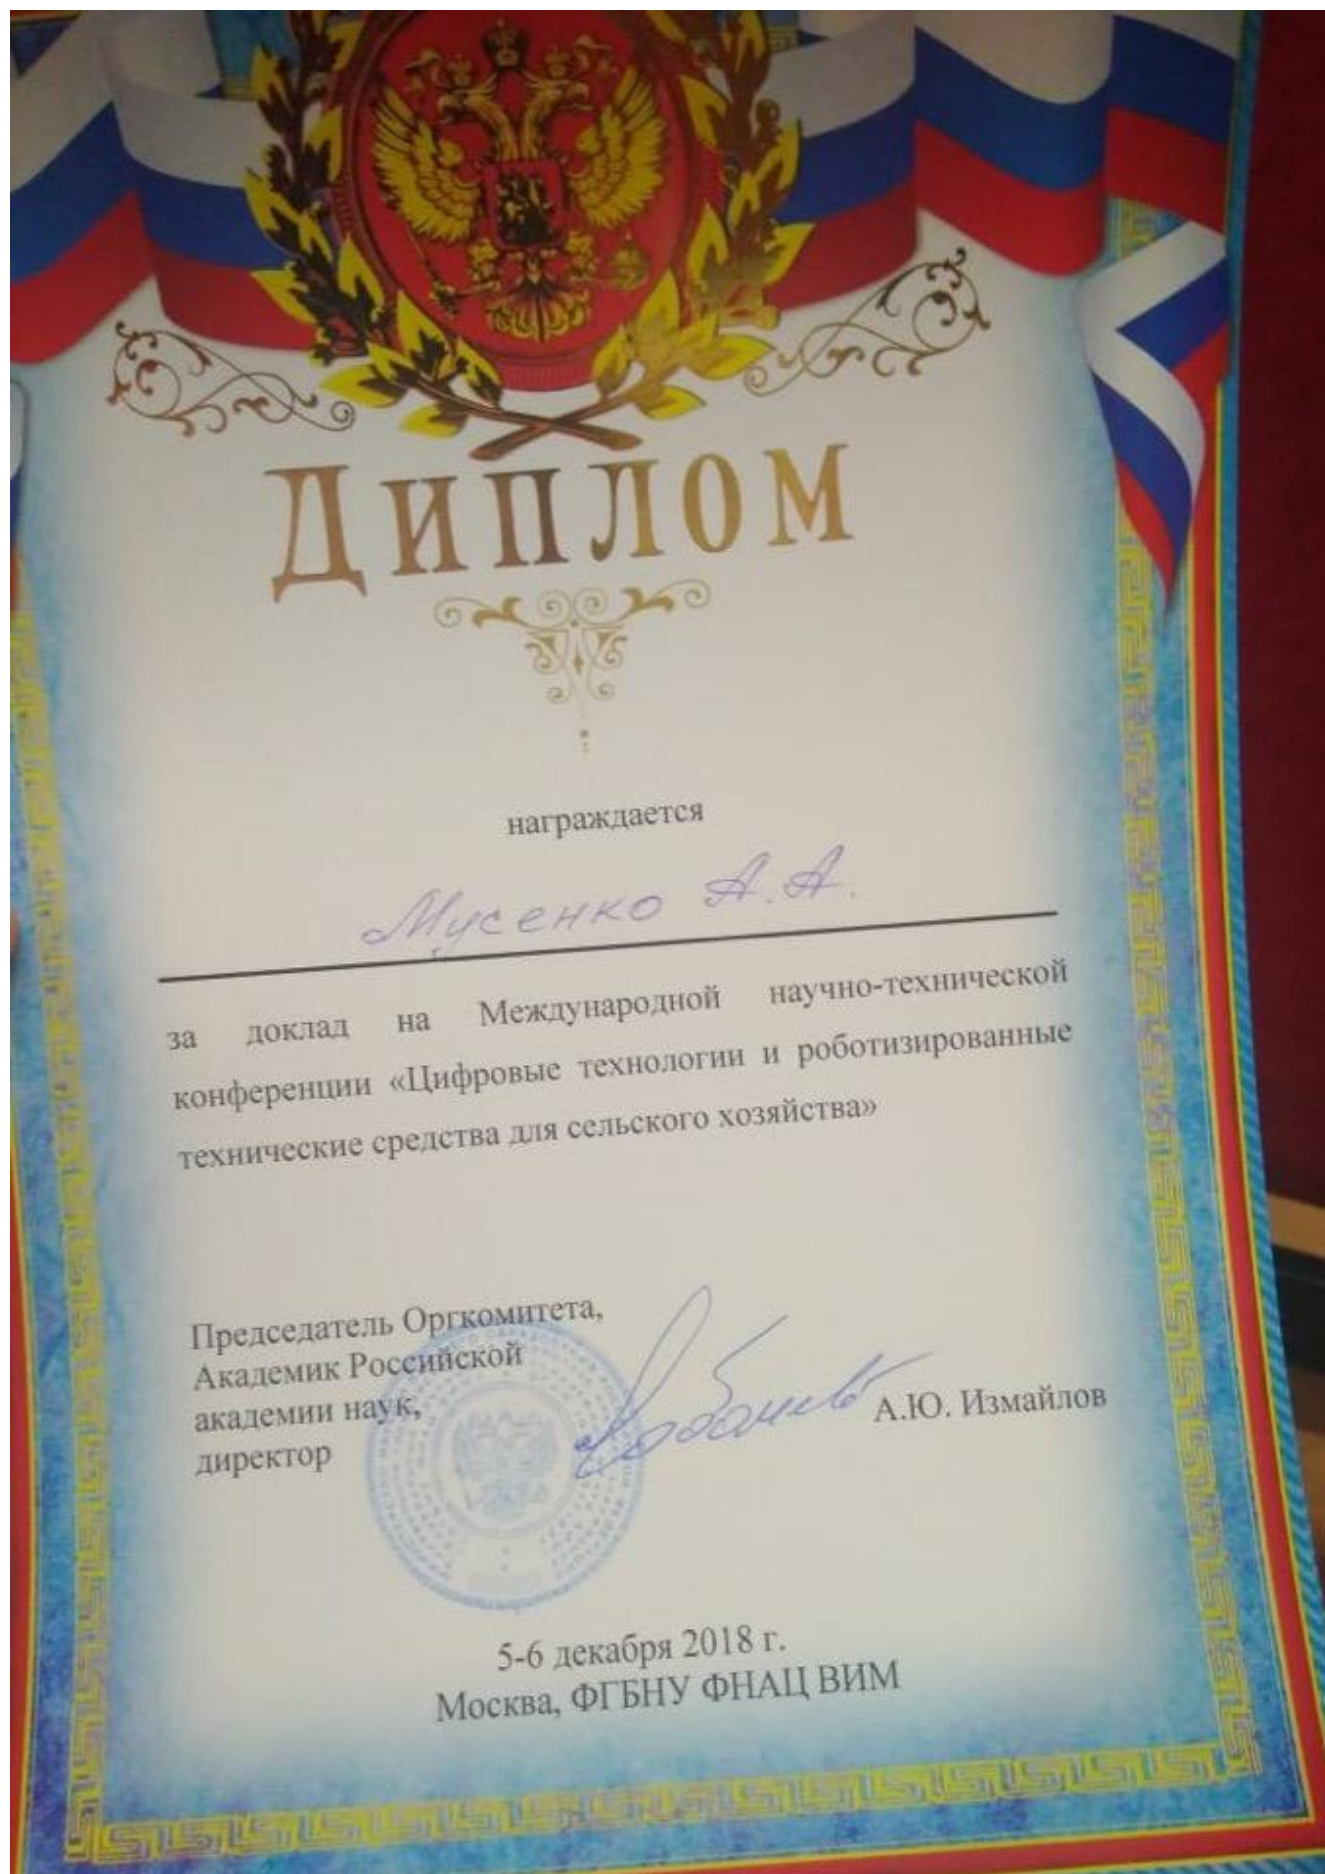 Диплом
награждается
Мусенко А.А.
за доклад на Международной научно-технической
конференции «Цифровые технологии и роботизированные
технические средства для сельского хозяйства»
Председатель Оргкомитета,
Академик Российской
академии наук,
директор
А.Ю. Измайлов
5-6 декабря 2018 г.
Москва, ФГБНУ ФНАЦ ВИМ